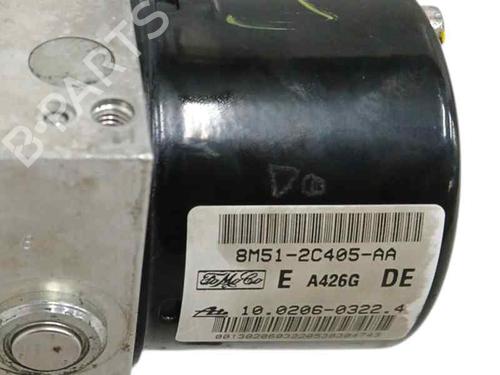 B-PARTS
8M51-2C405-AA
FoMoCo E A426G DE
10.0206-0322.4